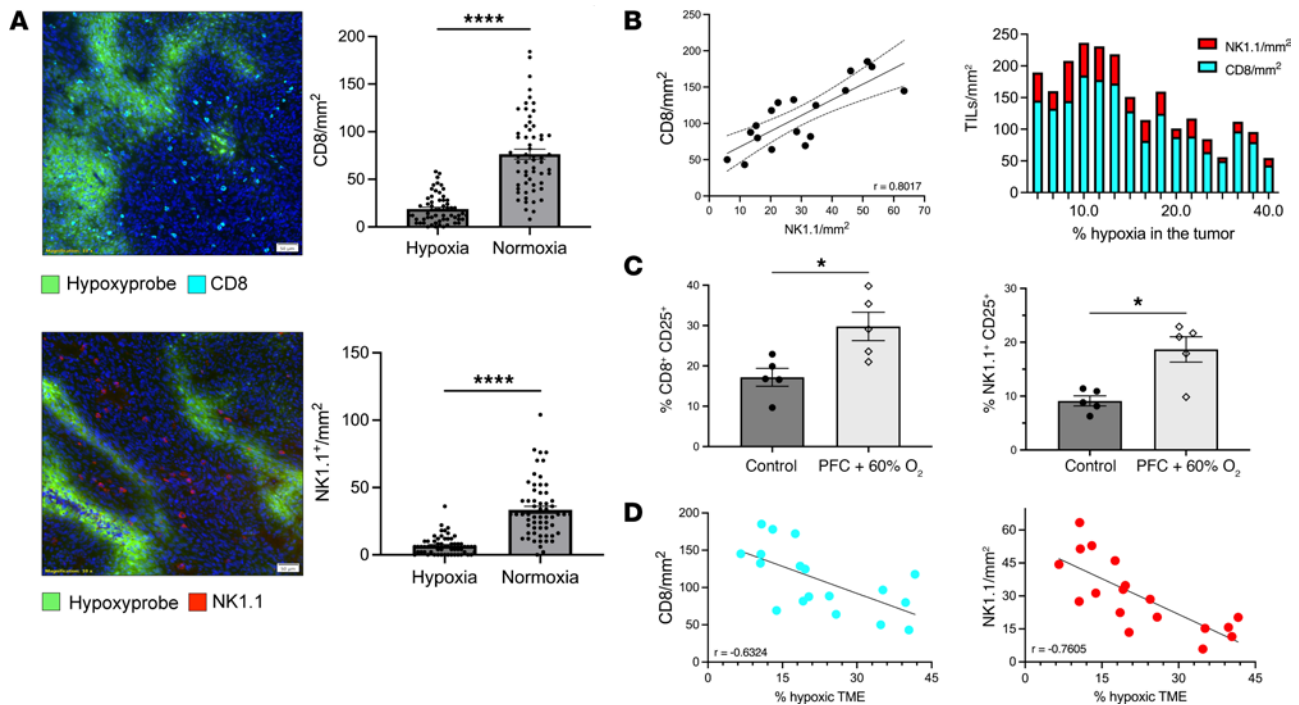 A
Magnification: 20 x
50 µm
Hypoxyprobe CD8
****
CD8/mm²
200
150
100
50
0
Hypoxia Normoxia
50 µm
Hypoxyprobe NK1.1
****
NK1.1⁺/mm²
150
100
50
0
Hypoxia Normoxia
B
CD8/mm²
200
150
100
50
0
r = 0.8017
0 10 20 30 40 50 60 70
NK1.1/mm²
NK1.1/mm²
CD8/mm²
TILs/mm²
250
200
150
100
50
0
10.0 20.0 40.0
% hypoxia in the tumor
C
*
% CD8⁺ CD25⁺
40
30
20
10
0
Control PFC + 60% O₂
*
% NK1.1⁺ CD25⁺
30
20
10
0
Control PFC + 60% O₂
D
CD8/mm²
200
150
100
50
0
r = -0.6324
0 15 30 45
% hypoxic TME
NK1.1/mm²
60
45
30
15
0
r = -0.7605
0 15 30 45
% hypoxic TME